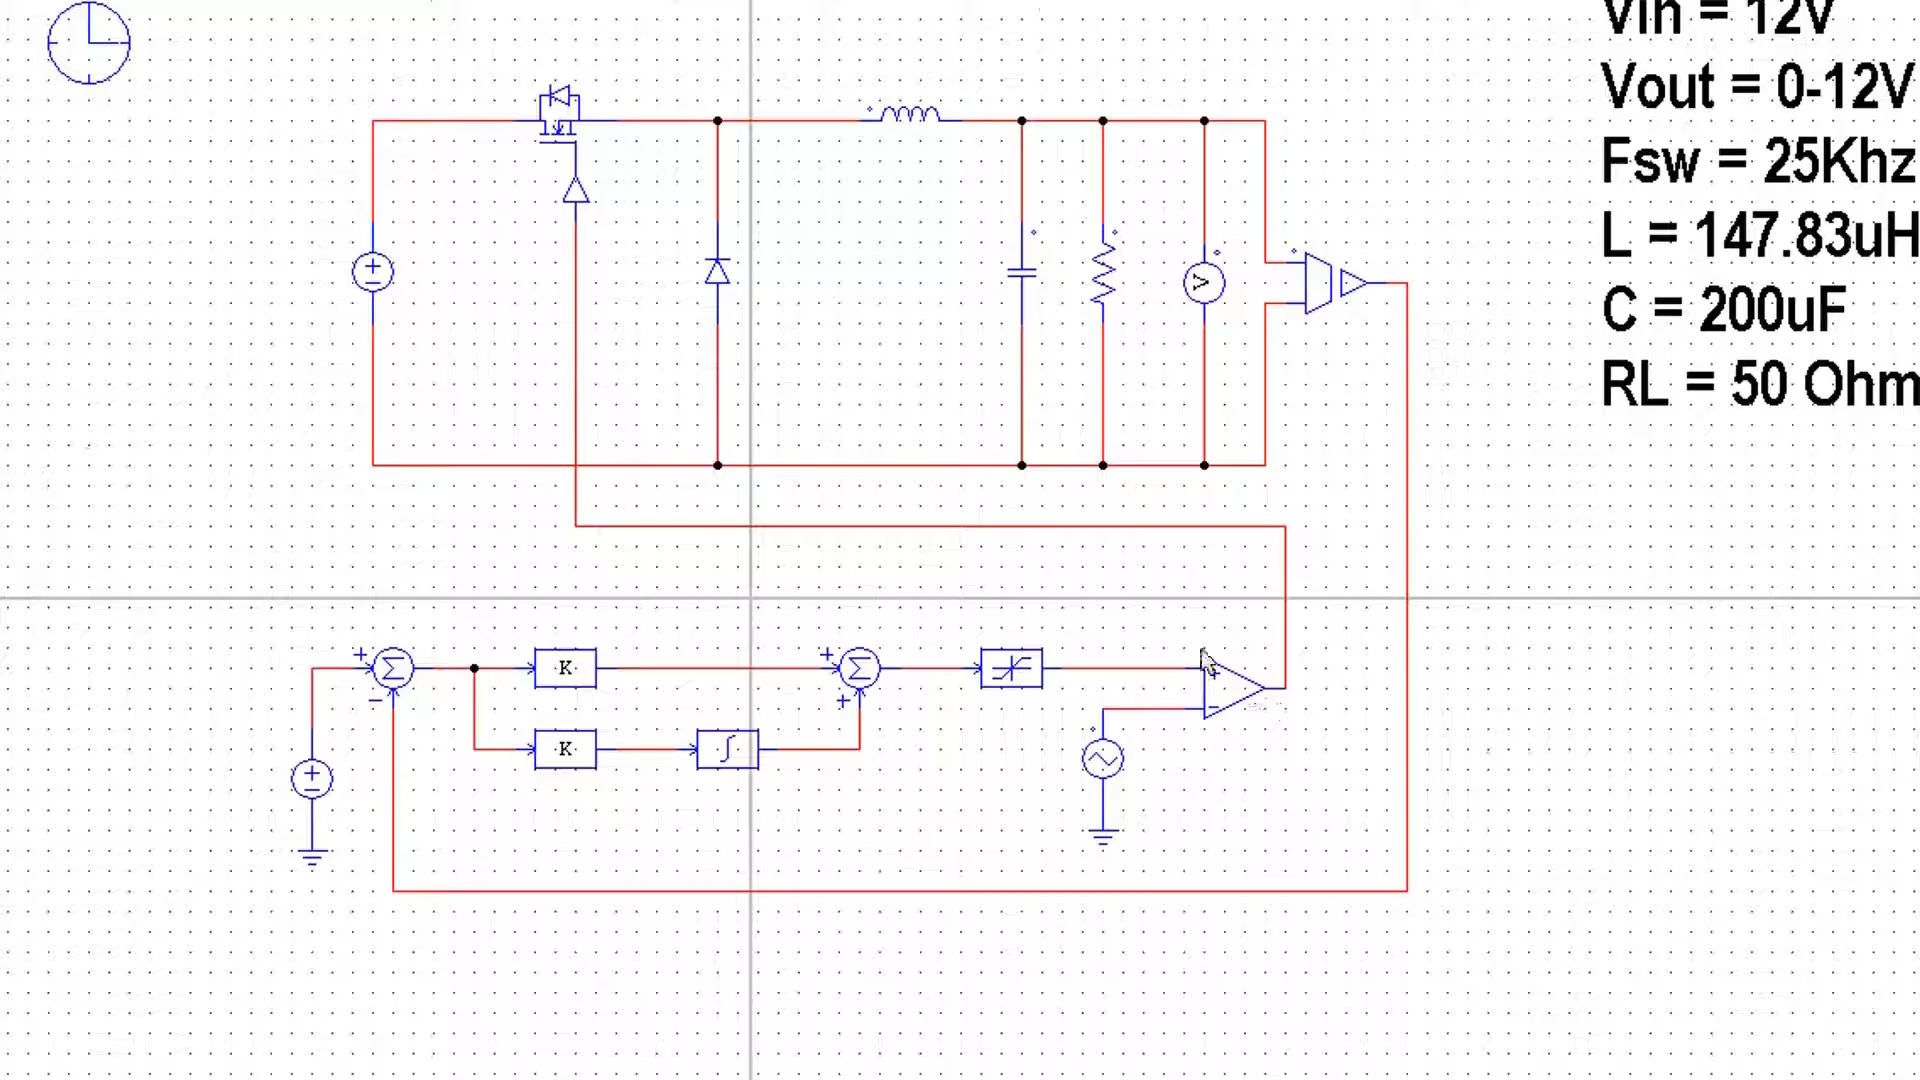 Vin = 12V
Vout = 0-12V
Fsw = 25Khz
L = 147.83uH
C = 200uF
RL = 50 Ohm
V
K
K